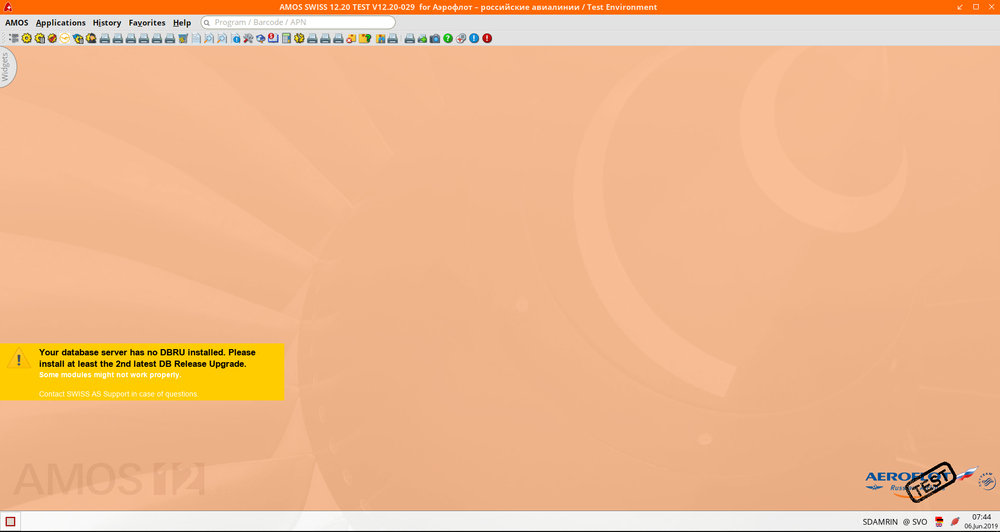 AMOS SWISS 12.20 TEST V12.20-029 for Аэрофлот – российские авиалинии / Test Environment
AMOS Applications History Favorites Help Program / Barcode / APN
Widgets
Your database server has no DBRU installed. Please
install at least the 2nd latest DB Release Upgrade.
Some modules might not work properly.
Contact SWISS AS Support in case of questions.
AMOS 12
AEROFLOT
Russian Airlines
TEST
SKYTEAM
SDAMRIN @ SVO
07:44
06.Jun.2019